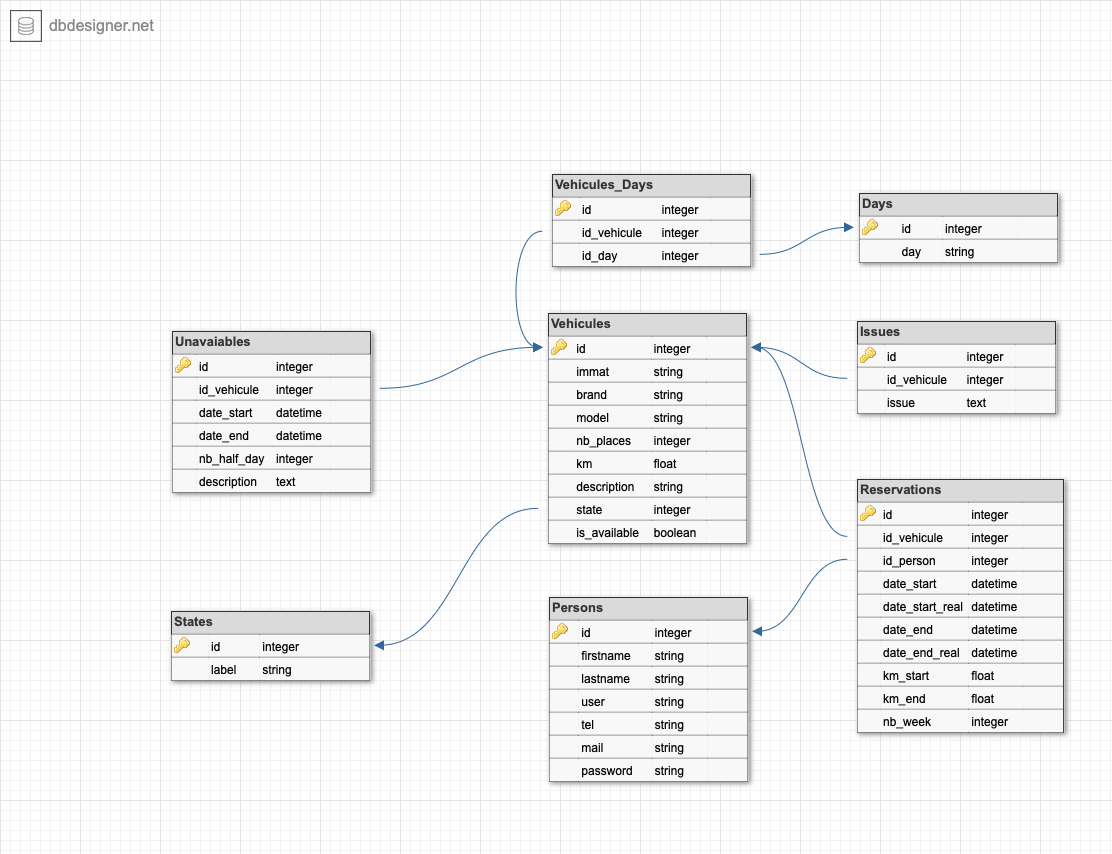 dbdesigner.net
Vehicules_Days
id integer
id_vehicule integer
id_day integer
Days
id integer
day string
Unavaiables
id integer
id_vehicule integer
date_start datetime
date_end datetime
nb_half_day integer
description text
Vehicules
id integer
immat string
brand string
model string
nb_places integer
km float
description string
state integer
is_available boolean
Issues
id integer
id_vehicule integer
issue text
Reservations
id integer
id_vehicule integer
id_person integer
date_start datetime
date_start_real datetime
date_end datetime
date_end_real datetime
km_start float
km_end float
nb_week integer
States
id integer
label string
Persons
id integer
firstname string
lastname string
user string
tel string
mail string
password string